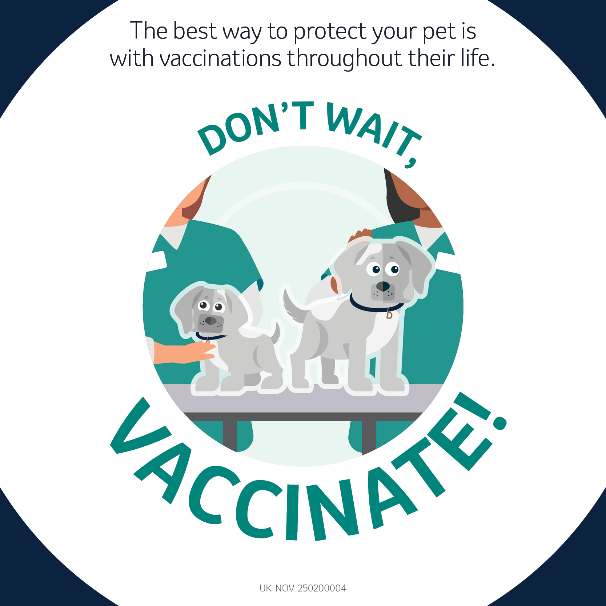 The best way to protect your pet is
with vaccinations throughout their life.
DON'T WAIT,
VACCINATE!
UK NOV 250200004